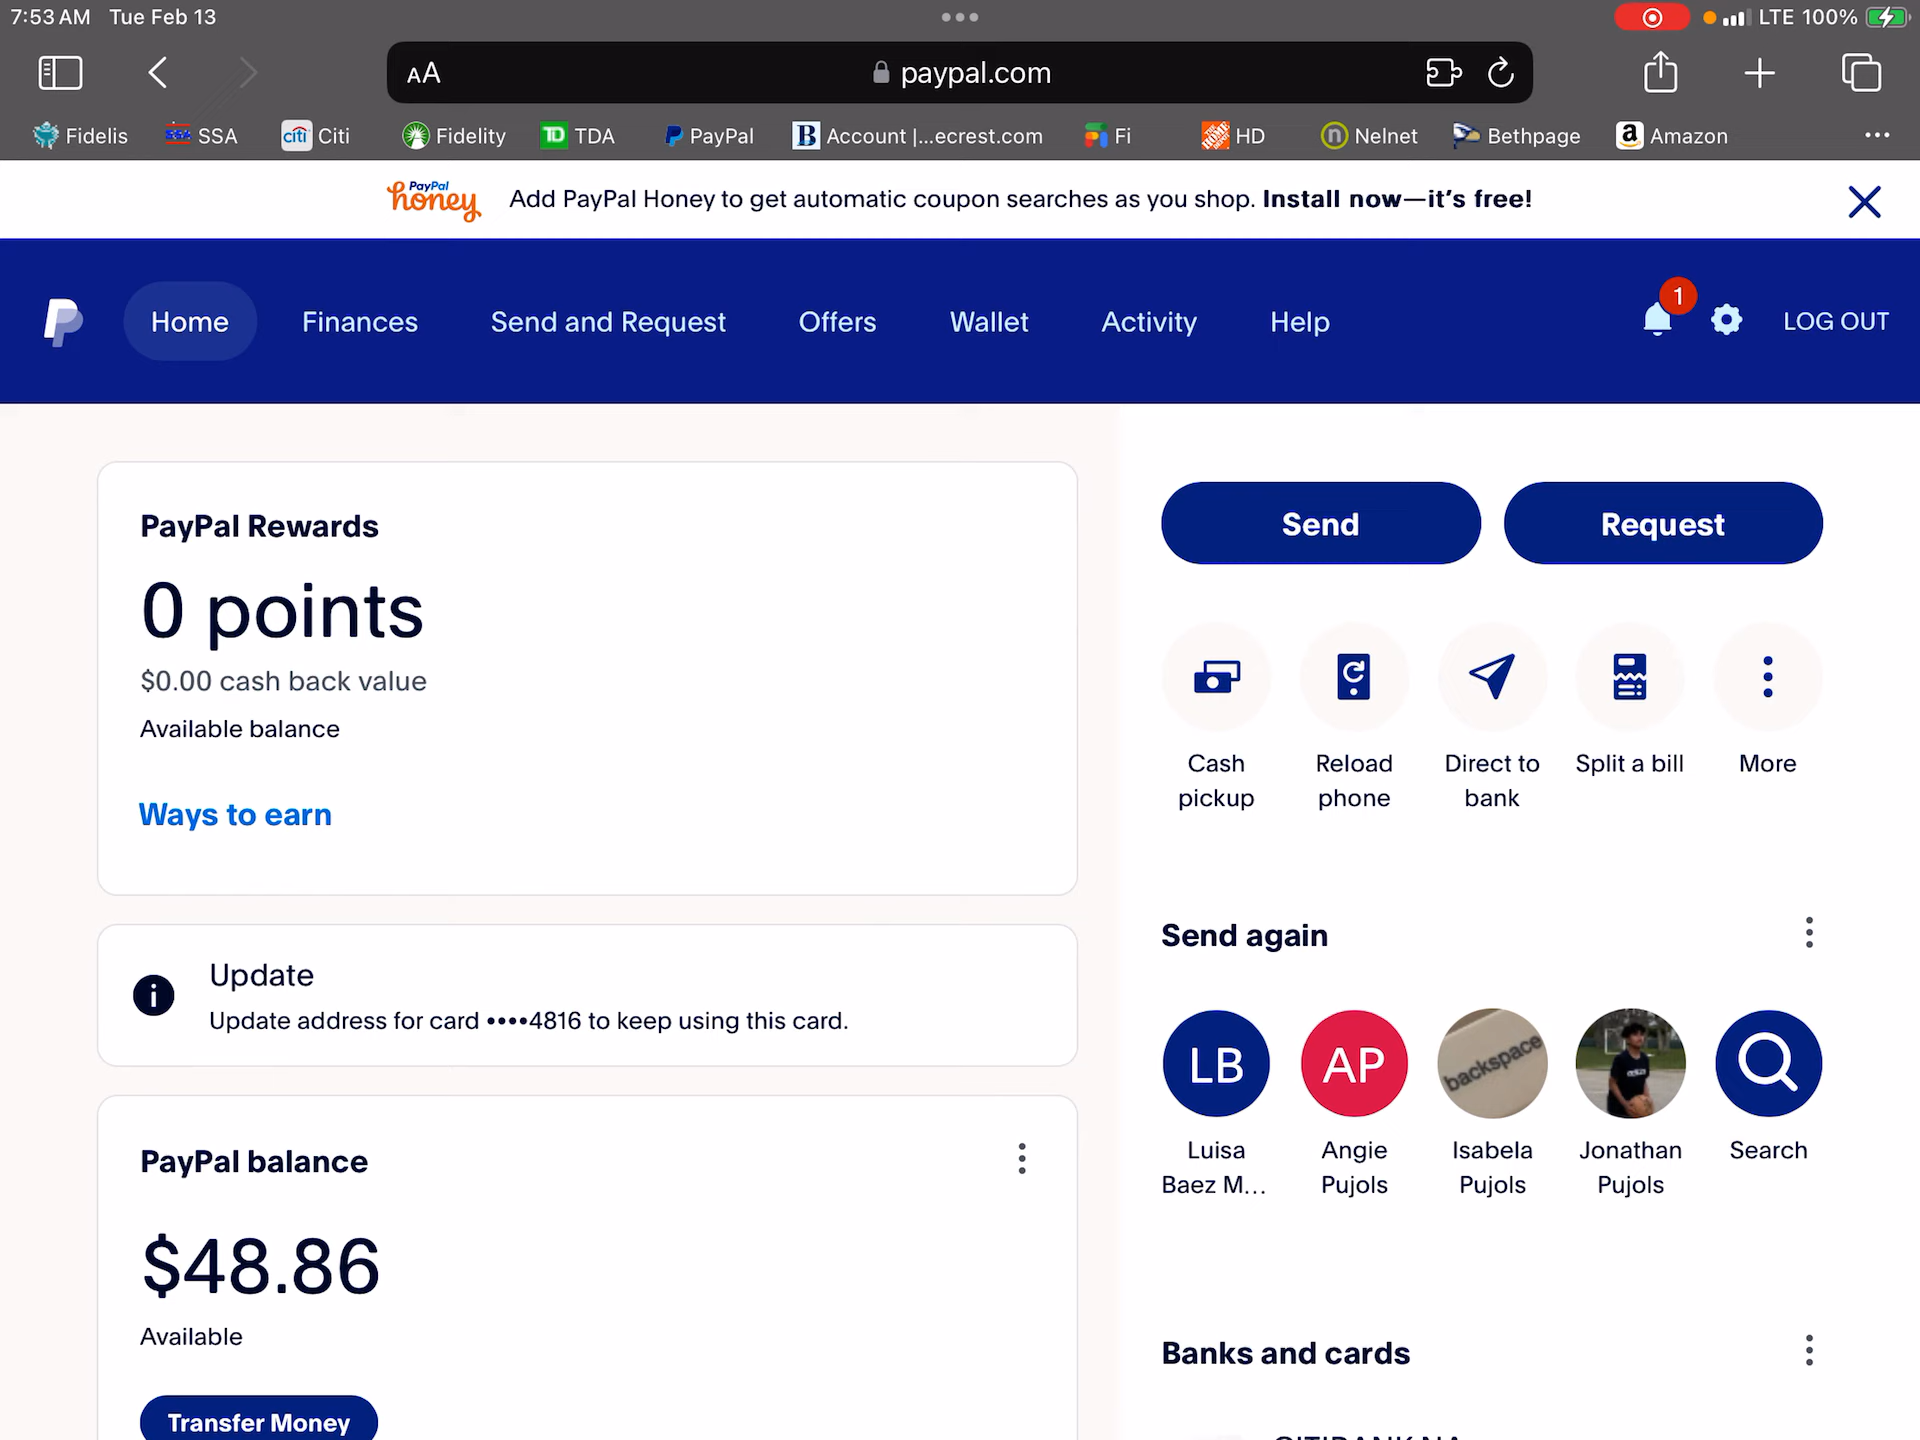 7:53 AM Tue Feb 13
LTE 100%
AA
paypal.com
Fidelis
SSA SSA
citi Citi
Fidelity
TD TDA
PayPal
B Account |...ecrest.com
Fi
HD
n Nelnet
Bethpage
a Amazon
PayPal
honey
Add PayPal Honey to get automatic coupon searches as you shop. Install now—it's free!
Home
Finances
Send and Request
Offers
Wallet
Activity
Help
1
LOG OUT
PayPal Rewards
0 points
$0.00 cash back value
Available balance
Ways to earn
Update
Update address for card ••••4816 to keep using this card.
PayPal balance
$48.86
Available
Transfer Money
Send
Request
Cash
pickup
Reload
phone
Direct to
bank
Split a bill
More
Send again
LB
AP
backspace
Luisa
Baez M...
Angie
Pujols
Isabela
Pujols
Jonathan
Pujols
Search
Banks and cards
CITIBANK NA